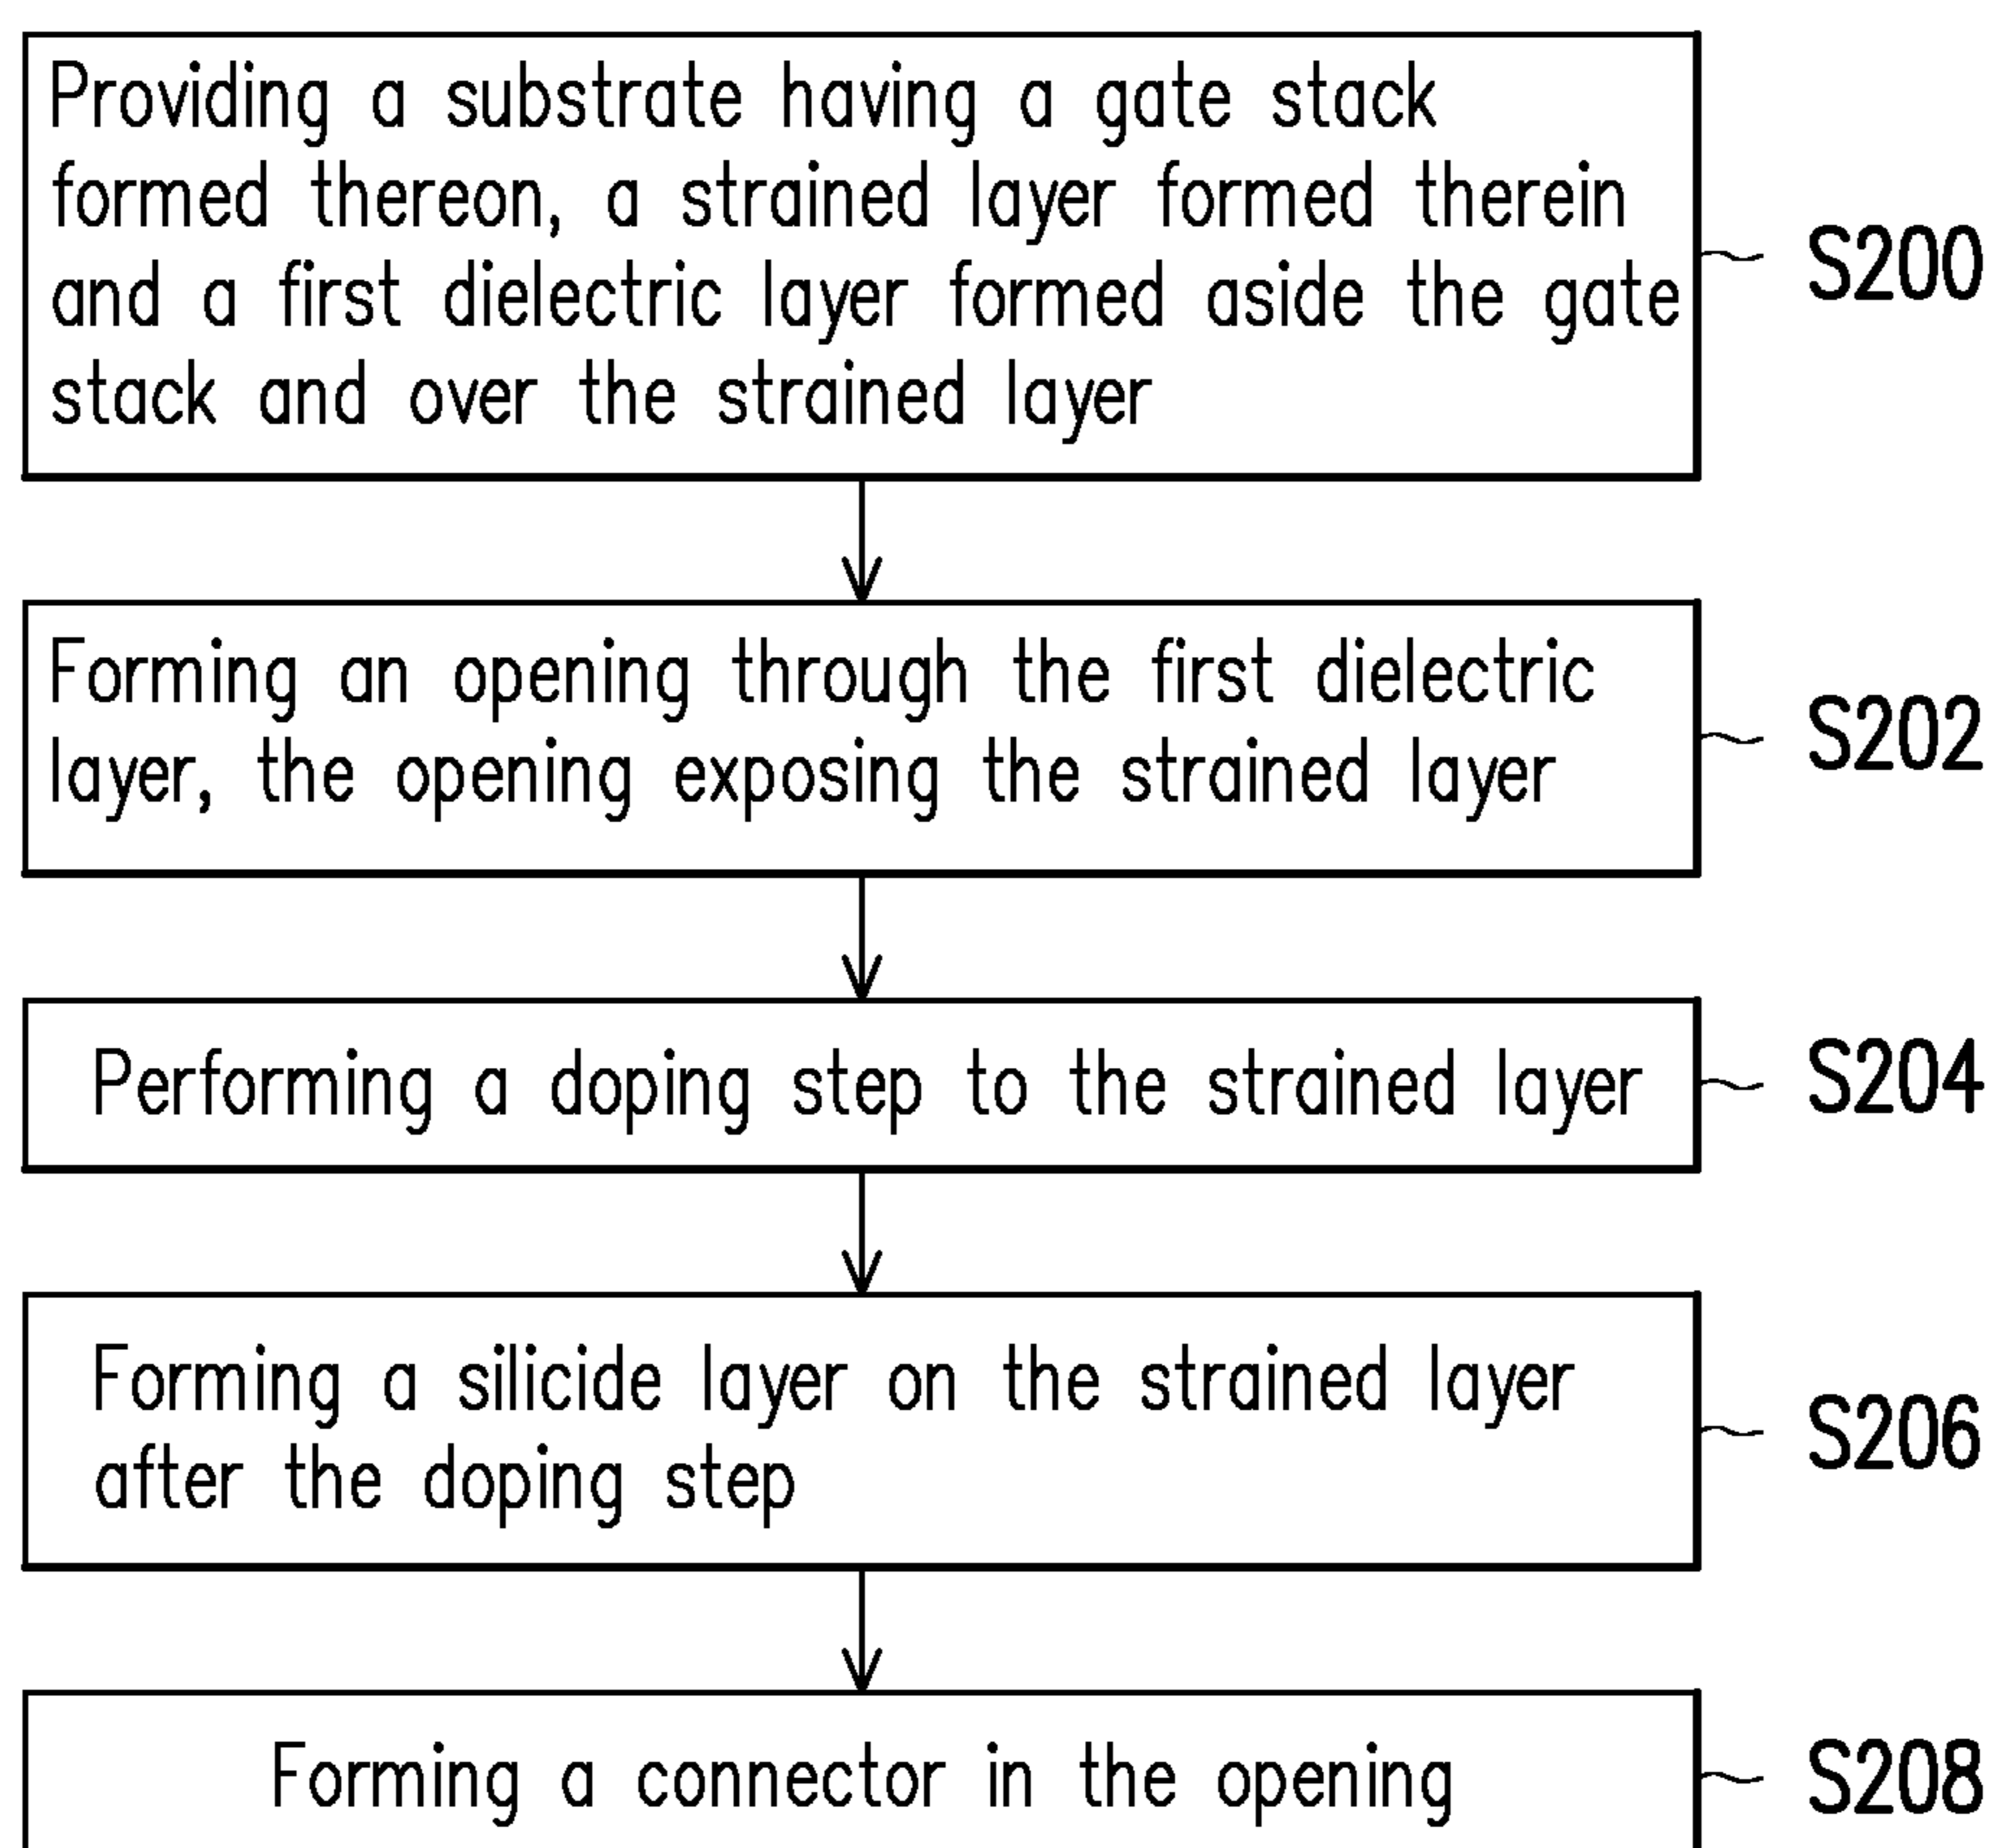 Providing a substrate having a gate stack
formed thereon, a strained layer formed therein
and a first dielectric layer formed aside the gate
stack and over the strained layer
S200
Forming an opening through the first dielectric
layer, the opening exposing the strained layer
S202
Performing a doping step to the strained layer
S204
Forming a silicide layer on the strained layer
after the doping step
S206
Forming a connector in the opening
S208